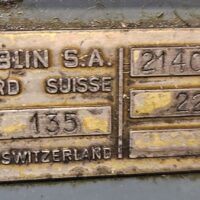 BLIN S.A. 2140
RD SUISSE
135 22
SWITZERLAND